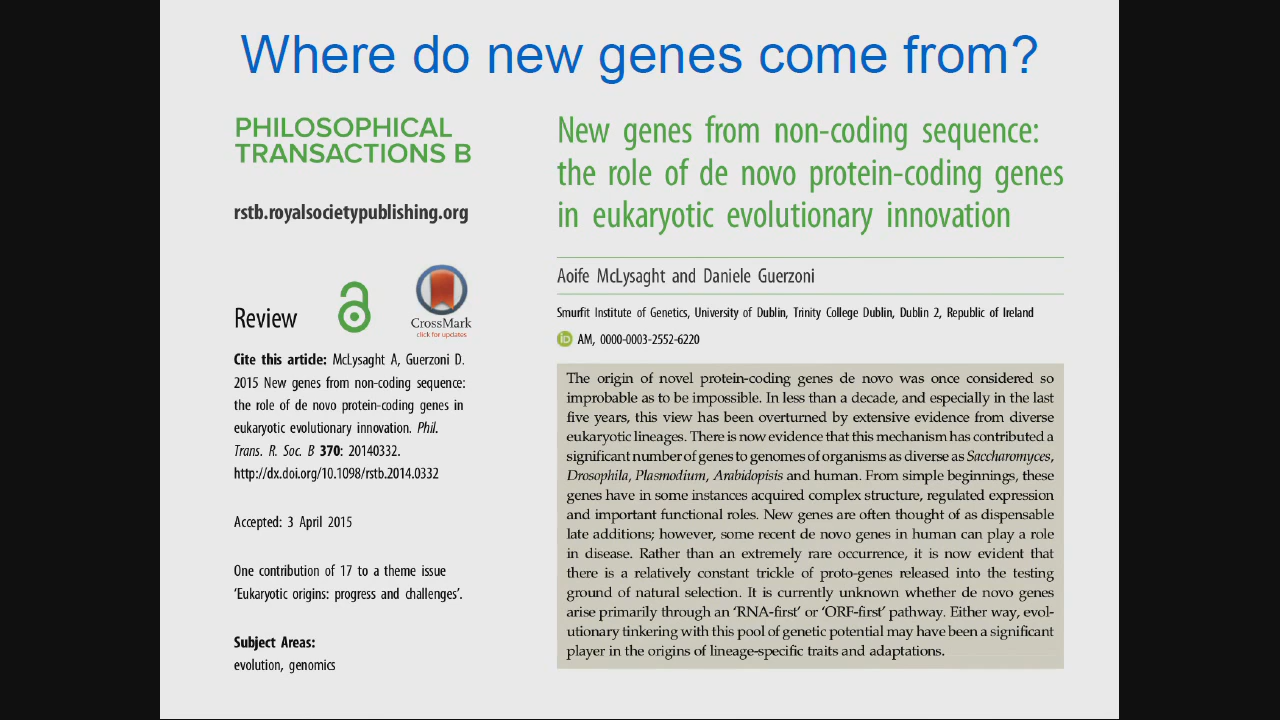 Where do new genes come from?
PHILOSOPHICAL
TRANSACTIONS B
rstb.royalsocietypublishing.org
Review
CrossMark
click for updates
Cite this article: McLysaght A, Guerzoni D.
2015 New genes from non-coding sequence:
the role of de novo protein-coding genes in
eukaryotic evolutionary innovation. Phil.
Trans. R. Soc. B 370: 20140332.
http://dx.doi.org/10.1098/rstb.2014.0332
Accepted: 3 April 2015
One contribution of 17 to a theme issue
‘Eukaryotic origins: progress and challenges’.
Subject Areas:
evolution, genomics
New genes from non-coding sequence:
the role of de novo protein-coding genes
in eukaryotic evolutionary innovation
Aoife McLysaght and Daniele Guerzoni
Smurfit Institute of Genetics, University of Dublin, Trinity College Dublin, Dublin 2, Republic of Ireland
iD AM, 0000-0003-2552-6220
The origin of novel protein-coding genes de novo was once considered so
improbable as to be impossible. In less than a decade, and especially in the last
five years, this view has been overturned by extensive evidence from diverse
eukaryotic lineages. There is now evidence that this mechanism has contributed a
significant number of genes to genomes of organisms as diverse as Saccharomyces,
Drosophila, Plasmodium, Arabidopisis and human. From simple beginnings, these
genes have in some instances acquired complex structure, regulated expression
and important functional roles. New genes are often thought of as dispensable
late additions; however, some recent de novo genes in human can play a role
in disease. Rather than an extremely rare occurrence, it is now evident that
there is a relatively constant trickle of proto-genes released into the testing
ground of natural selection. It is currently unknown whether de novo genes
arise primarily through an ‘RNA-first’ or ‘ORF-first’ pathway. Either way, evol-
utionary tinkering with this pool of genetic potential may have been a significant
player in the origins of lineage-specific traits and adaptations.